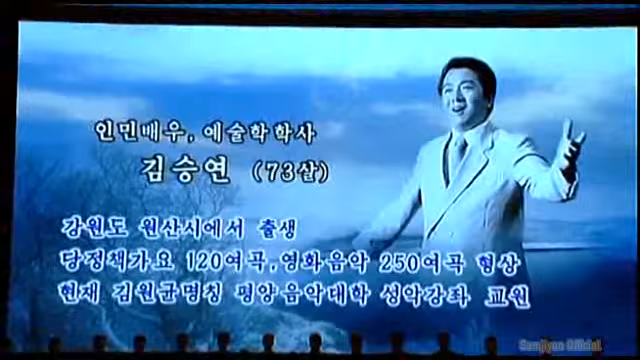 인민배우, 예술학학사
김승연 (73살)
강원도 원산시에서 출생
당정책가요 120여곡, 영화음악 250여곡 형상
현재 김원균명칭 평양음악대학 성악강좌 교원
Samjiyon Official